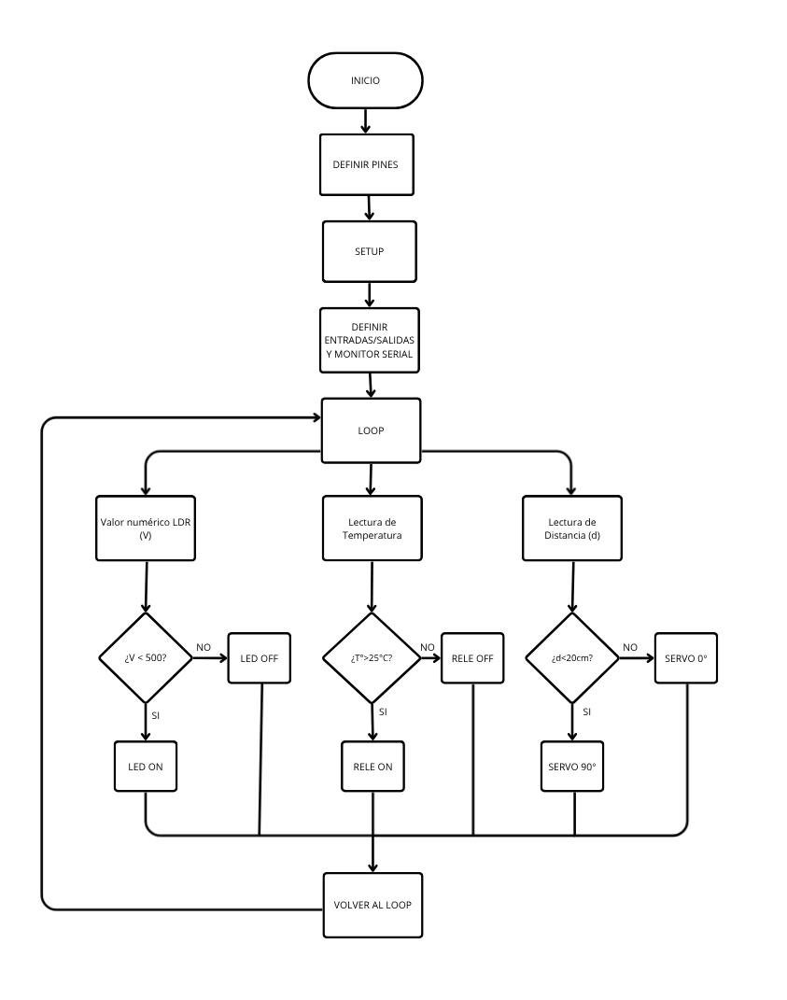 INICIO
DEFINIR PINES
SETUP
DEFINIR
ENTRADAS/SALIDAS
Y MONITOR SERIAL
LOOP
Valor numérico LDR
(V)
Lectura de
Temperatura
Lectura de
Distancia (d)
¿V < 500?
NO
LED OFF
¿T°>25°C?
NO
RELE OFF
¿d<20cm?
NO
SERVO 0°
SI
SI
SI
LED ON
RELE ON
SERVO 90°
VOLVER AL LOOP